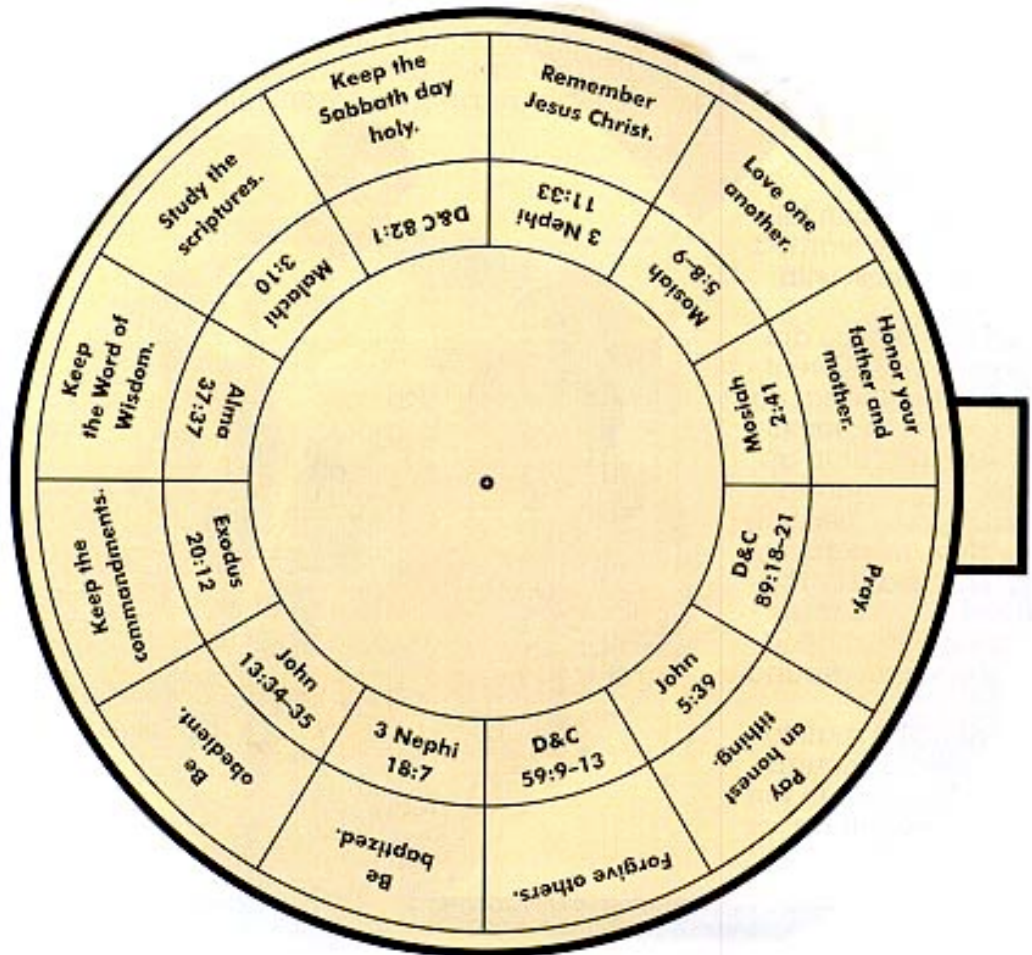 Remember
Jesus Christ.
Love one
another.
Honor your
father and
mother.
Pray.
Pay
an honest
tithing.
Forgive others.
Be
baptized.
Be
obedient.
Keep the
commandments.
Keep
the Word of
Wisdom.
Study the
scriptures.
Keep the
Sabbath day
holy.
3 Nephi
11:33
Mosiah
5:8–9
Mosiah
2:41
D&C
89:18–21
John
5:39
D&C
59:9–13
3 Nephi
18:7
John
13:34–35
Exodus
20:12
Alma
37:37
Malachi
3:10
D&C 82:1